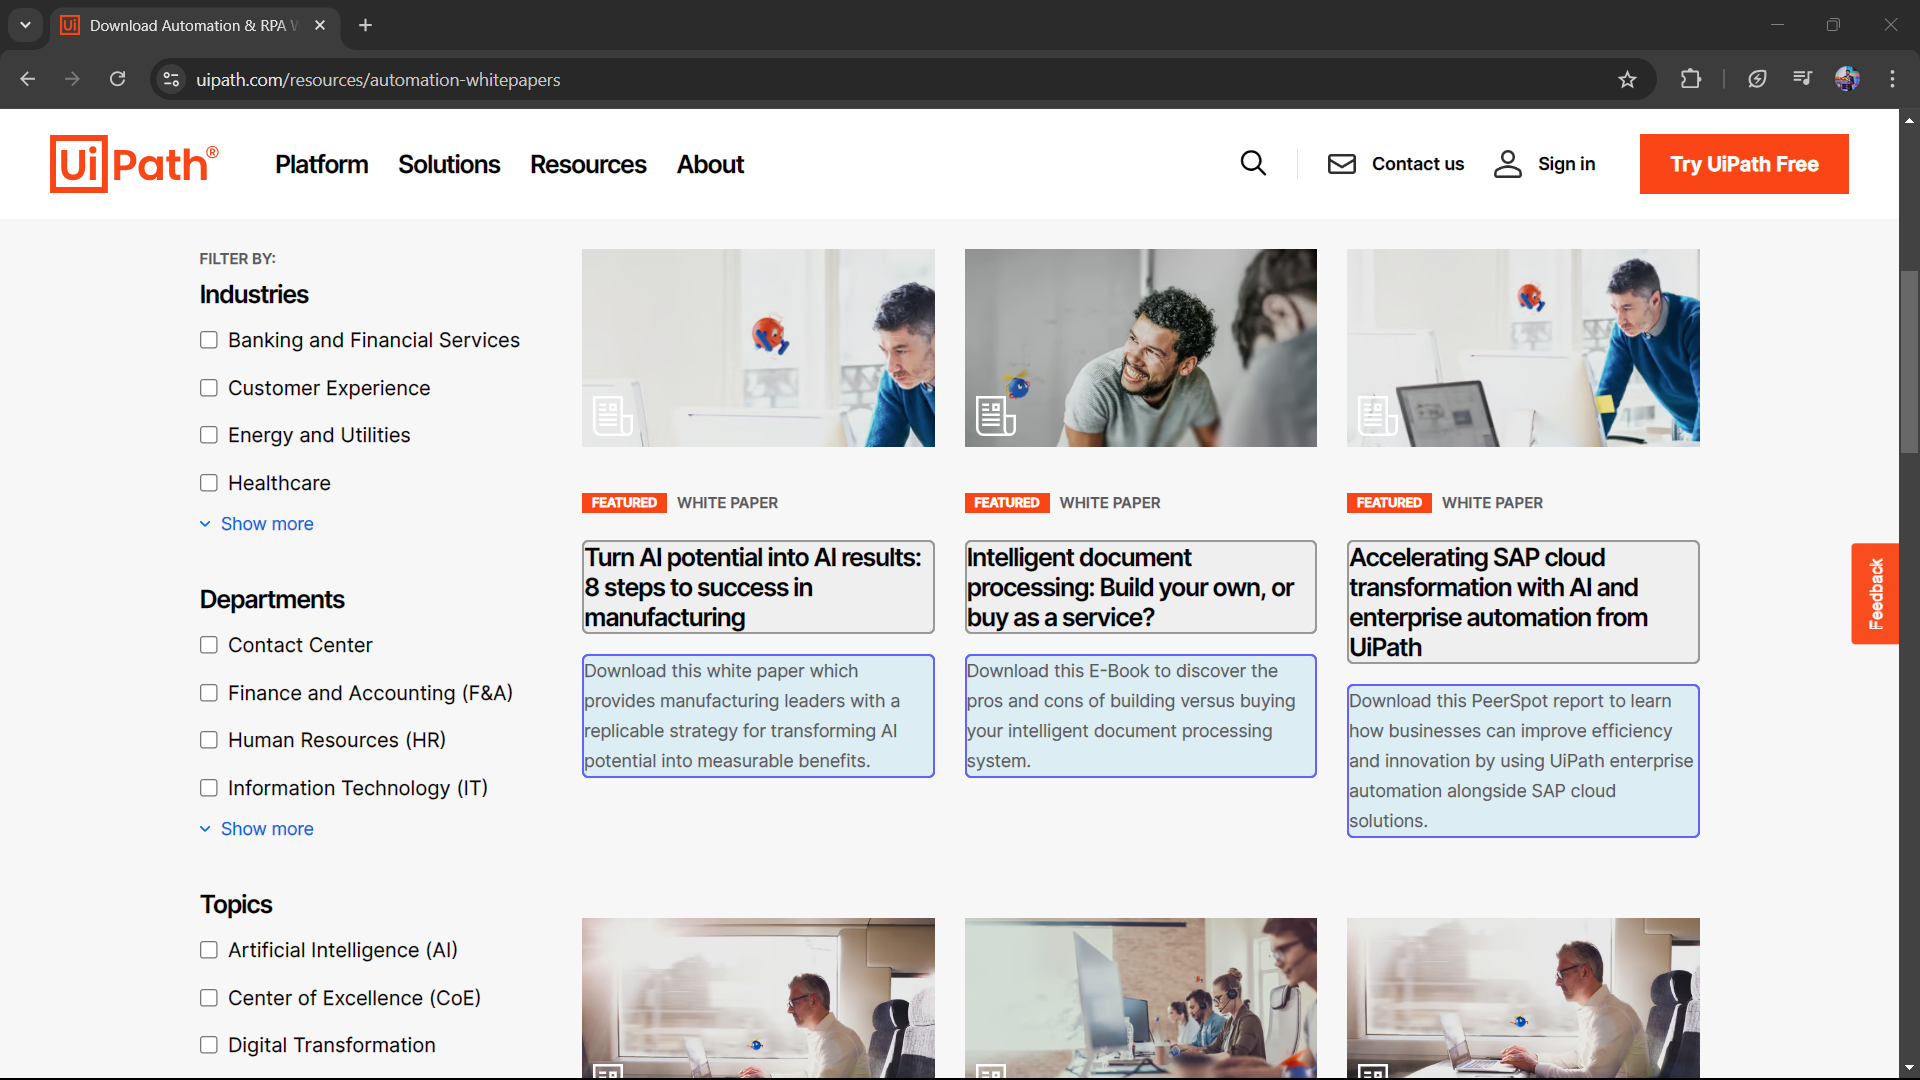 Ui Download Automation & RPA W
uipath.com/resources/automation-whitepapers
UiPath®
Platform
Solutions
Resources
About
Contact us
Sign in
Try UiPath Free
FILTER BY:
Industries
Banking and Financial Services
Customer Experience
Energy and Utilities
Healthcare
Show more
Departments
Contact Center
Finance and Accounting (F&A)
Human Resources (HR)
Information Technology (IT)
Show more
Topics
Artificial Intelligence (AI)
Center of Excellence (CoE)
Digital Transformation
FEATURED WHITE PAPER
Turn AI potential into AI results:
8 steps to success in
manufacturing
Download this white paper which
provides manufacturing leaders with a
replicable strategy for transforming AI
potential into measurable benefits.
FEATURED WHITE PAPER
Intelligent document
processing: Build your own, or
buy as a service?
Download this E-Book to discover the
pros and cons of building versus buying
your intelligent document processing
system.
FEATURED WHITE PAPER
Accelerating SAP cloud
transformation with AI and
enterprise automation from
UiPath
Download this PeerSpot report to learn
how businesses can improve efficiency
and innovation by using UiPath enterprise
automation alongside SAP cloud
solutions.
Feedback